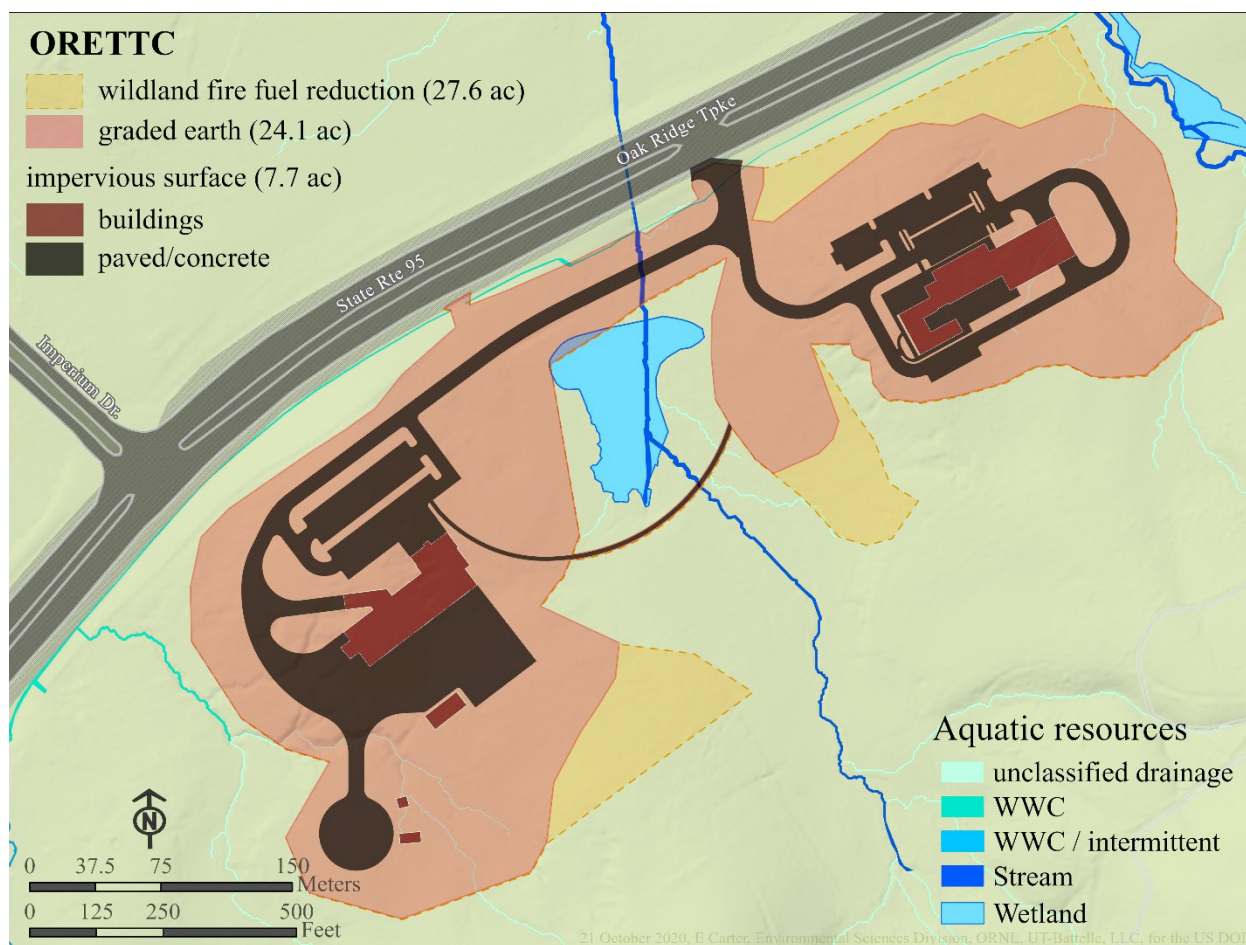 ORETTC
wildland fire fuel reduction (27.6 ac)
graded earth (24.1 ac)
impervious surface (7.7 ac)
buildings
paved/concrete
Oak Ridge Tpke
State Rte 95
Imperium Dr.
Aquatic resources
unclassified drainage
WWC
WWC / intermittent
Stream
Wetland
N
0 37.5 75 150
Meters
0 125 250 500
Feet
21 October 2020, E Carter, Environmental Sciences Division, ORNL, UT-Battelle, LLC, for the US DOE